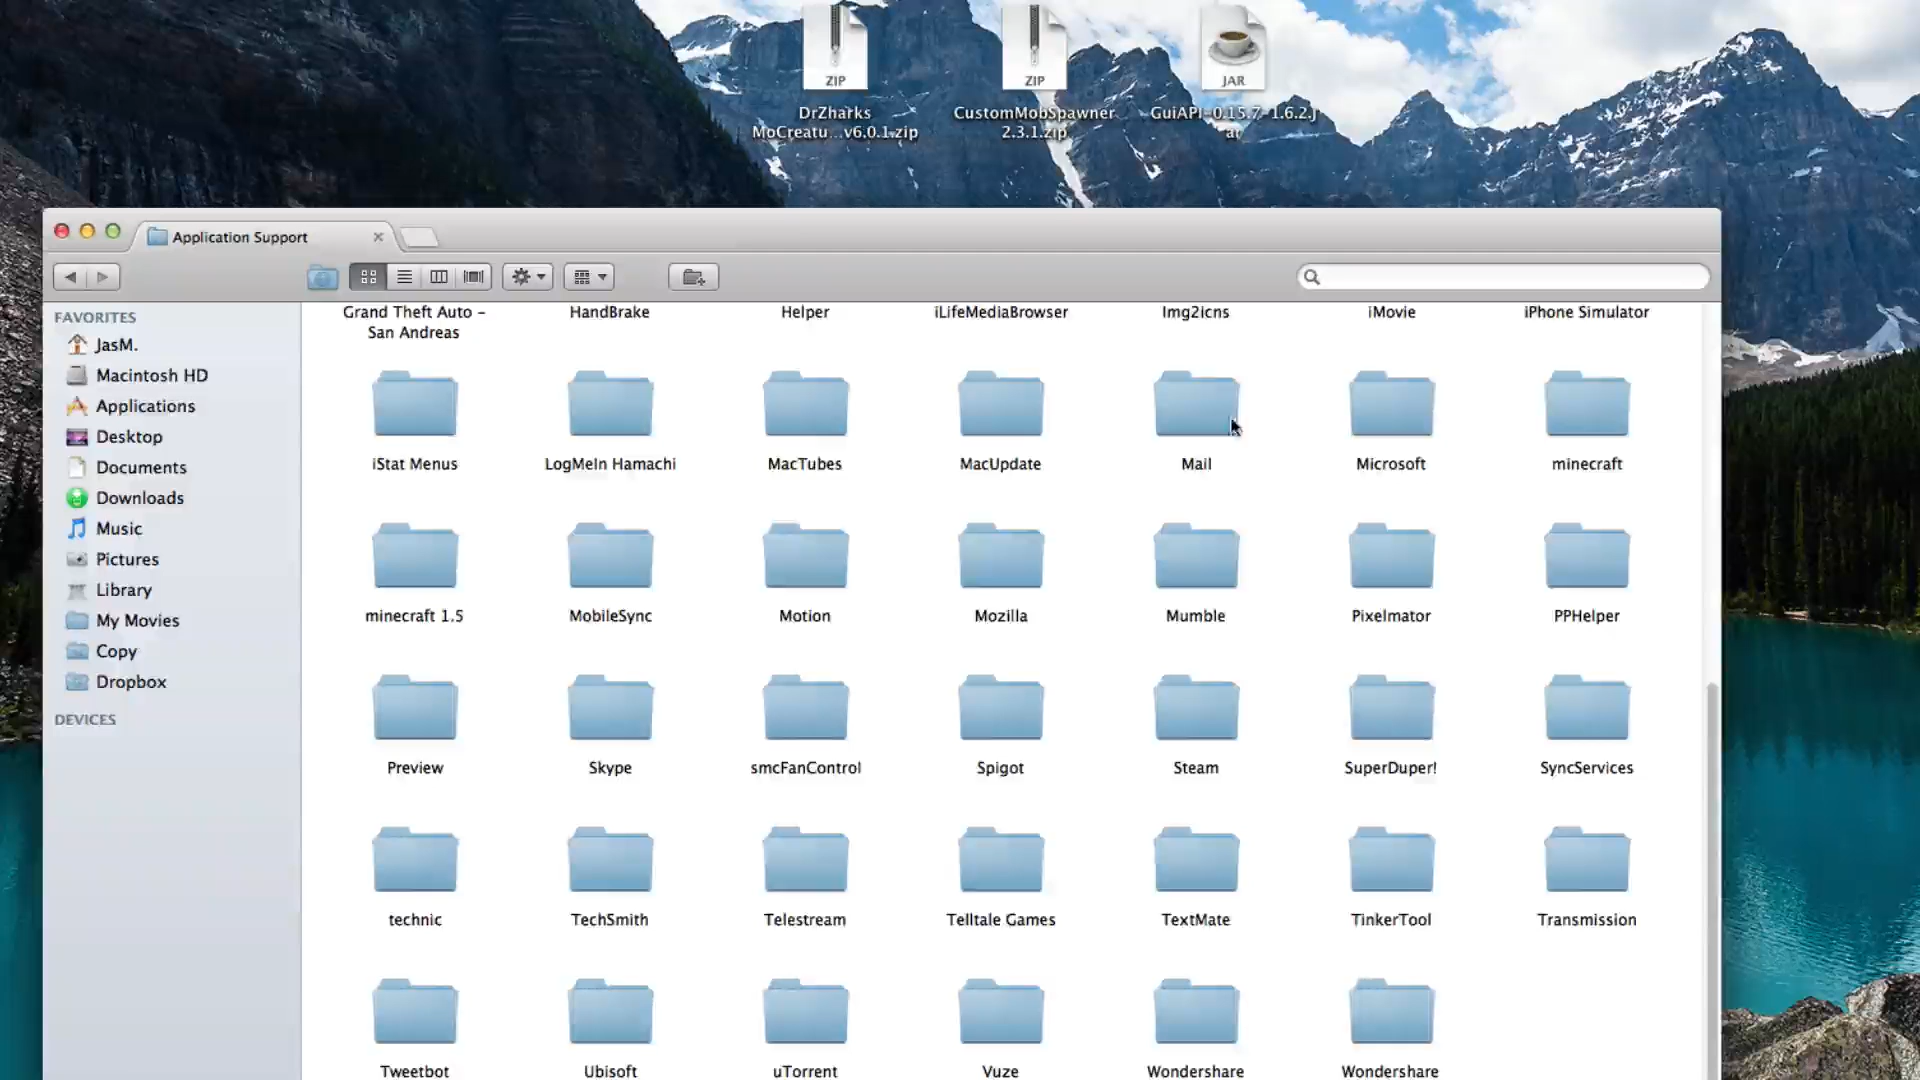 ZIP
ZIP
JAR
DrZharks
MoCreatu...v6.0.1.zip
CustomMobSpawner
2.3.1.zip
GuiAPI-0.15.7-1.6.2.j
ar
Application Support
FAVORITES
JasM.
Macintosh HD
Applications
Desktop
Documents
Downloads
Music
Pictures
Library
My Movies
Copy
Dropbox
DEVICES
Grand Theft Auto –
San Andreas
HandBrake
Helper
iLifeMediaBrowser
Img2icns
iMovie
iPhone Simulator
iStat Menus
LogMeIn Hamachi
MacTubes
MacUpdate
Mail
Microsoft
minecraft
minecraft 1.5
MobileSync
Motion
Mozilla
Mumble
Pixelmator
PPHelper
Preview
Skype
smcFanControl
Spigot
Steam
SuperDuper!
SyncServices
technic
TechSmith
Telestream
Telltale Games
TextMate
TinkerTool
Transmission
Tweetbot
Ubisoft
uTorrent
Vuze
Wondershare
Wondershare